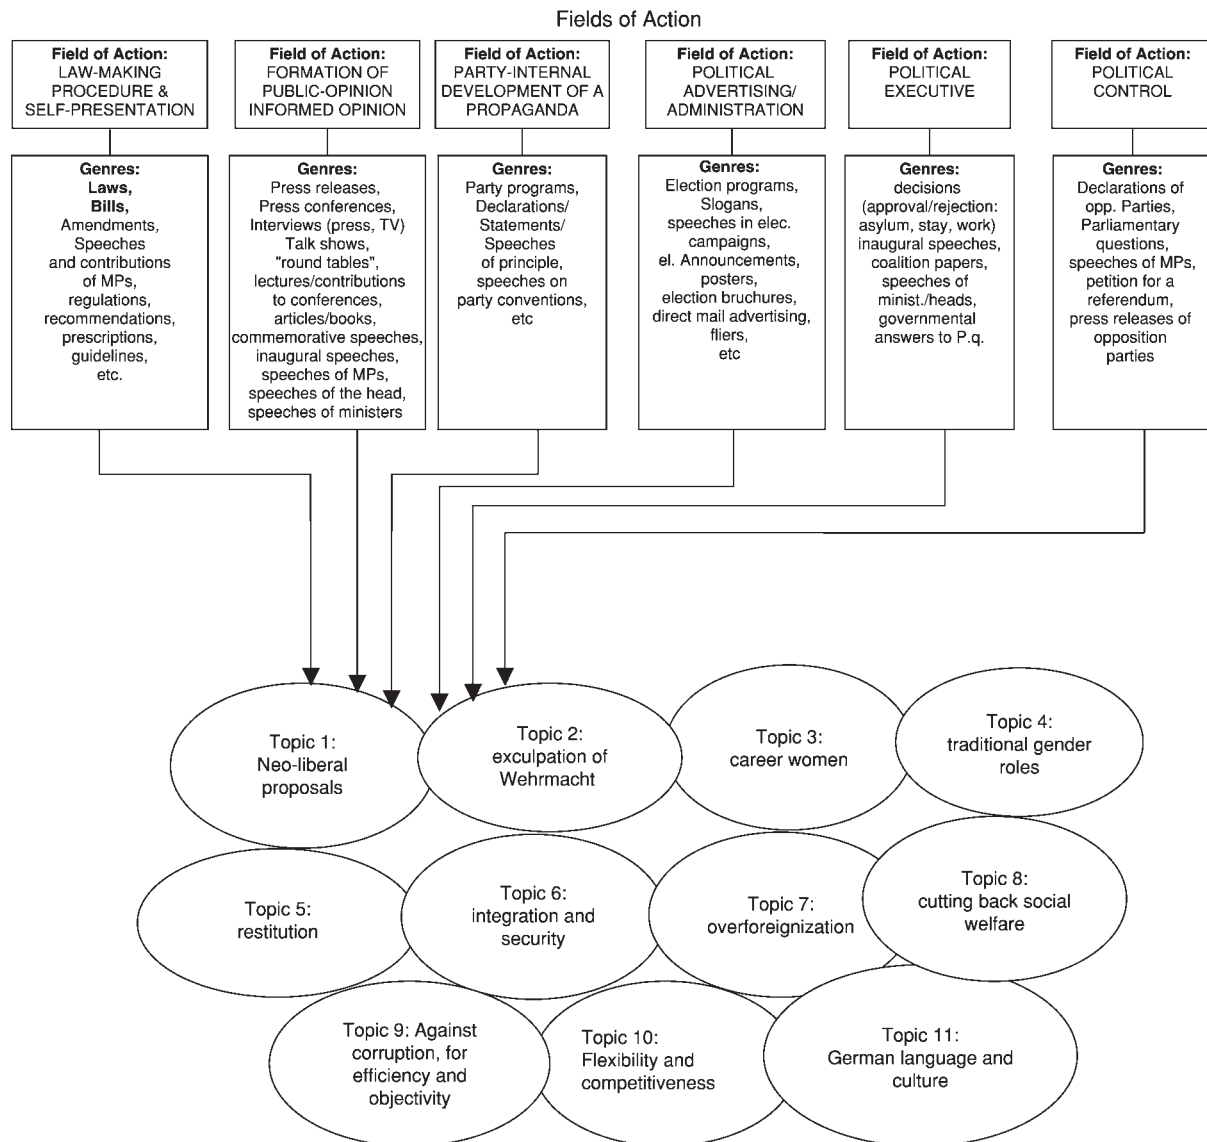 Fields of Action
Field of Action:
LAW-MAKING
PROCEDURE &
SELF-PRESENTATION
Field of Action:
FORMATION OF
PUBLIC-OPINION
INFORMED OPINION
Field of Action:
PARTY-INTERNAL
DEVELOPMENT OF A
PROPAGANDA
Field of Action:
POLITICAL
ADVERTISING/
ADMINISTRATION
Field of Action:
POLITICAL
EXECUTIVE
Field of Action:
POLITICAL
CONTROL
Genres:
Laws,
Bills,
Amendments,
Speeches
and contributions
of MPs,
regulations,
recommendations,
prescriptions,
guidelines,
etc.
Genres:
Press releases,
Press conferences,
Interviews (press, TV)
Talk shows,
"round tables",
lectures/contributions
to conferences,
articles/books,
commemorative speeches,
inaugural speeches,
speeches of MPs,
speeches of the head,
speeches of ministers
Genres:
Party programs,
Declarations/
Statements/
Speeches
of principle,
speeches on
party conventions,
etc
Genres:
Election programs,
Slogans,
speeches in elec.
campaigns,
el. Announcements,
posters,
election bruchures,
direct mail advertising,
fliers,
etc
Genres:
decisions
(approval/rejection:
asylum, stay, work)
inaugural speeches,
coalition papers,
speeches of
minist./heads,
governmental
answers to P.q.
Genres:
Declarations of
opp. Parties,
Parliamentary
questions,
speeches of MPs,
petition for a
referendum,
press releases of
opposition
parties
Topic 1:
Neo-liberal
proposals
Topic 2:
exculpation of
Wehrmacht
Topic 3:
career women
Topic 4:
traditional gender
roles
Topic 5:
restitution
Topic 6:
integration and
security
Topic 7:
overforeignization
Topic 8:
cutting back social
welfare
Topic 9: Against
corruption, for
efficiency and
objectivity
Topic 10:
Flexibility and
competitiveness
Topic 11:
German language and
culture